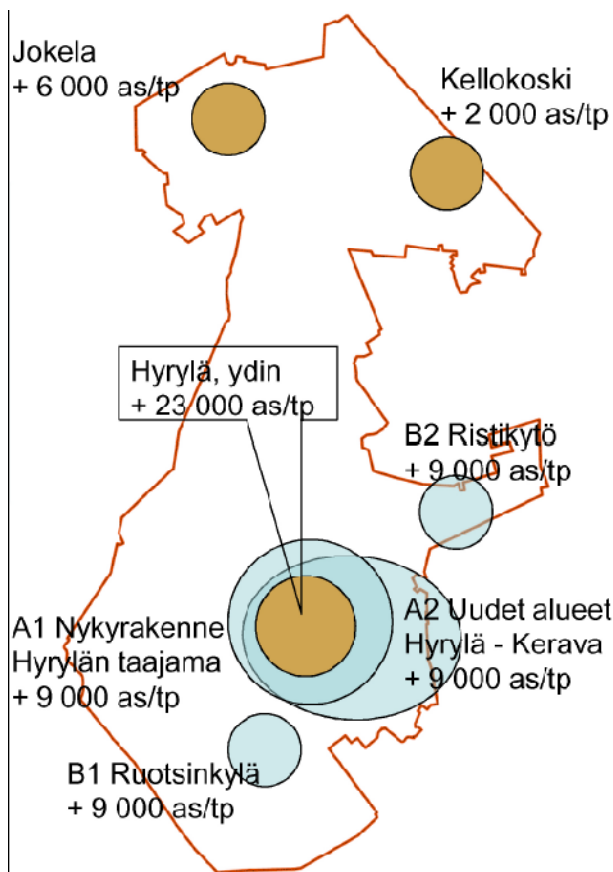 Jokela
+ 6 000 as/tp
Kellokoski
+ 2 000 as/tp
Hyrylä, ydin
+ 23 000 as/tp
B2 Ristikytö
+ 9 000 as/tp
A1 Nykyrakenne
Hyrylän taajama
+ 9 000 as/tp
A2 Uudet alueet
Hyrylä - Kerava
+ 9 000 as/tp
B1 Ruotsinkylä
+ 9 000 as/tp